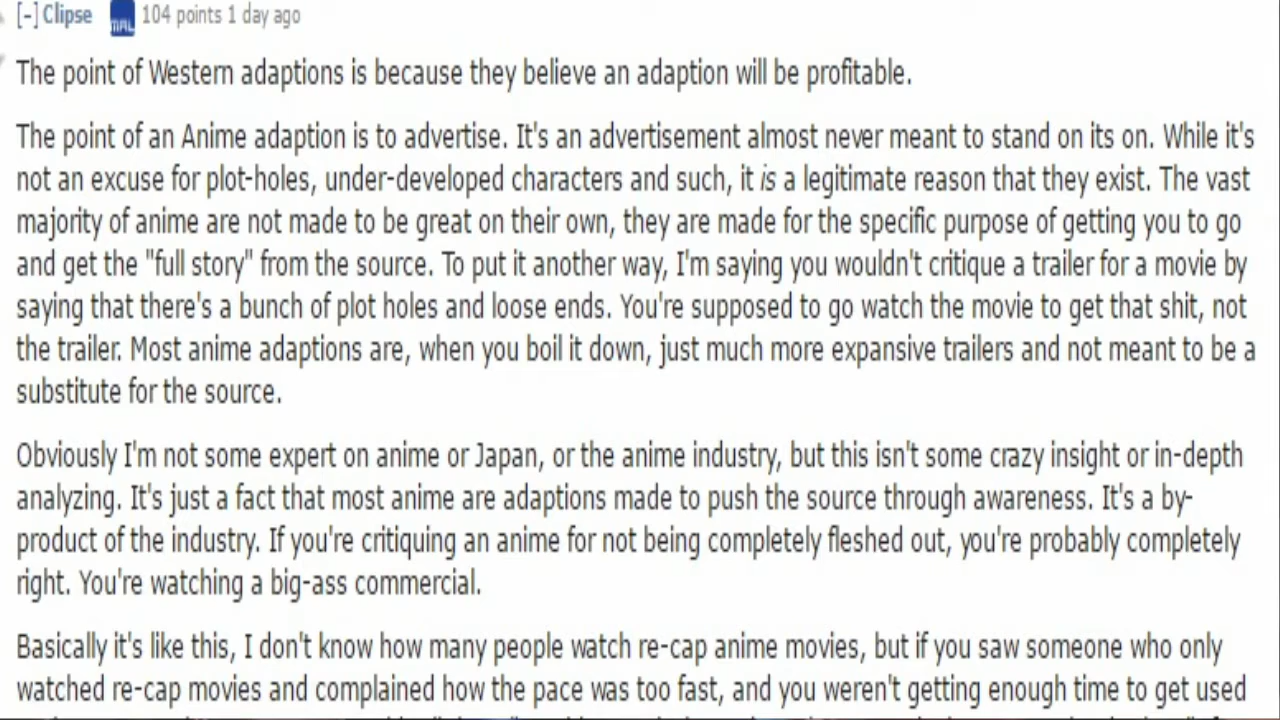 [-] Clipse MAL 104 points 1 day ago
The point of Western adaptions is because they believe an adaption will be profitable.
The point of an Anime adaption is to advertise. It's an advertisement almost never meant to stand on its on. While it's
not an excuse for plot-holes, under-developed characters and such, it is a legitimate reason that they exist. The vast
majority of anime are not made to be great on their own, they are made for the specific purpose of getting you to go
and get the "full story" from the source. To put it another way, I'm saying you wouldn't critique a trailer for a movie by
saying that there's a bunch of plot holes and loose ends. You're supposed to go watch the movie to get that shit, not
the trailer. Most anime adaptions are, when you boil it down, just much more expansive trailers and not meant to be a
substitute for the source.
Obviously I'm not some expert on anime or Japan, or the anime industry, but this isn't some crazy insight or in-depth
analyzing. It's just a fact that most anime are adaptions made to push the source through awareness. It's a by-
product of the industry. If you're critiquing an anime for not being completely fleshed out, you're probably completely
right. You're watching a big-ass commercial.
Basically it's like this, I don't know how many people watch re-cap anime movies, but if you saw someone who only
watched re-cap movies and complained how the pace was too fast, and you weren't getting enough time to get used